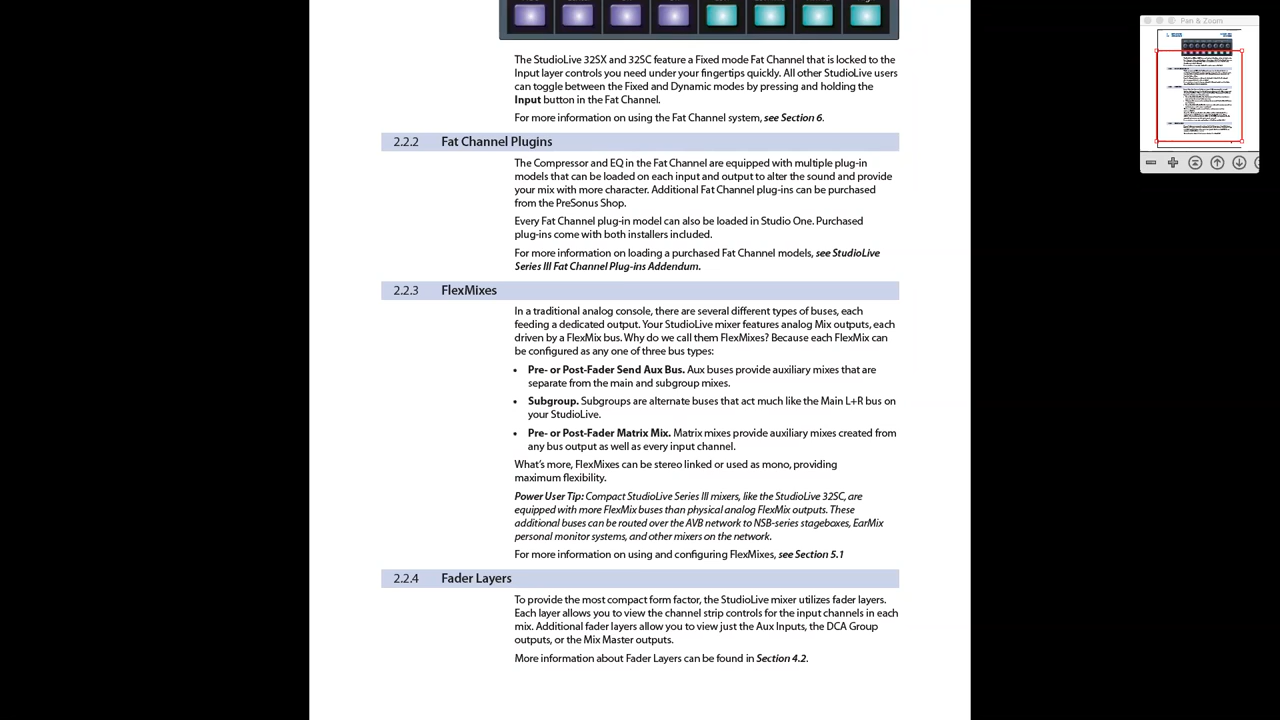 Pan & Zoom
The StudioLive 32SX and 32SC feature a Fixed mode Fat Channel that is locked to the
Input layer controls you need under your fingertips quickly. All other StudioLive users
can toggle between the Fixed and Dynamic modes by pressing and holding the
Input button in the Fat Channel.
For more information on using the Fat Channel system, see Section 6.
2.2.2 Fat Channel Plugins
The Compressor and EQ in the Fat Channel are equipped with multiple plug-in
models that can be loaded on each input and output to alter the sound and provide
your mix with more character. Additional Fat Channel plug-ins can be purchased
from the PreSonus Shop.
Every Fat Channel plug-in model can also be loaded in Studio One. Purchased
plug-ins come with both installers included.
For more information on loading a purchased Fat Channel models, see StudioLive
Series III Fat Channel Plug-ins Addendum.
2.2.3 FlexMixes
In a traditional analog console, there are several different types of buses, each
feeding a dedicated output. Your StudioLive mixer features analog Mix outputs, each
driven by a FlexMix bus. Why do we call them FlexMixes? Because each FlexMix can
be configured as any one of three bus types:
• Pre- or Post-Fader Send Aux Bus. Aux buses provide auxiliary mixes that are
separate from the main and subgroup mixes.
• Subgroup. Subgroups are alternate buses that act much like the Main L+R bus on
your StudioLive.
• Pre- or Post-Fader Matrix Mix. Matrix mixes provide auxiliary mixes created from
any bus output as well as every input channel.
What's more, FlexMixes can be stereo linked or used as mono, providing
maximum flexibility.
Power User Tip: Compact StudioLive Series III mixers, like the StudioLive 32SC, are
equipped with more FlexMix buses than physical analog FlexMix outputs. These
additional buses can be routed over the AVB network to NSB-series stageboxes, EarMix
personal monitor systems, and other mixers on the network.
For more information on using and configuring FlexMixes, see Section 5.1
2.2.4 Fader Layers
To provide the most compact form factor, the StudioLive mixer utilizes fader layers.
Each layer allows you to view the channel strip controls for the input channels in each
mix. Additional fader layers allow you to view just the Aux Inputs, the DCA Group
outputs, or the Mix Master outputs.
More information about Fader Layers can be found in Section 4.2.